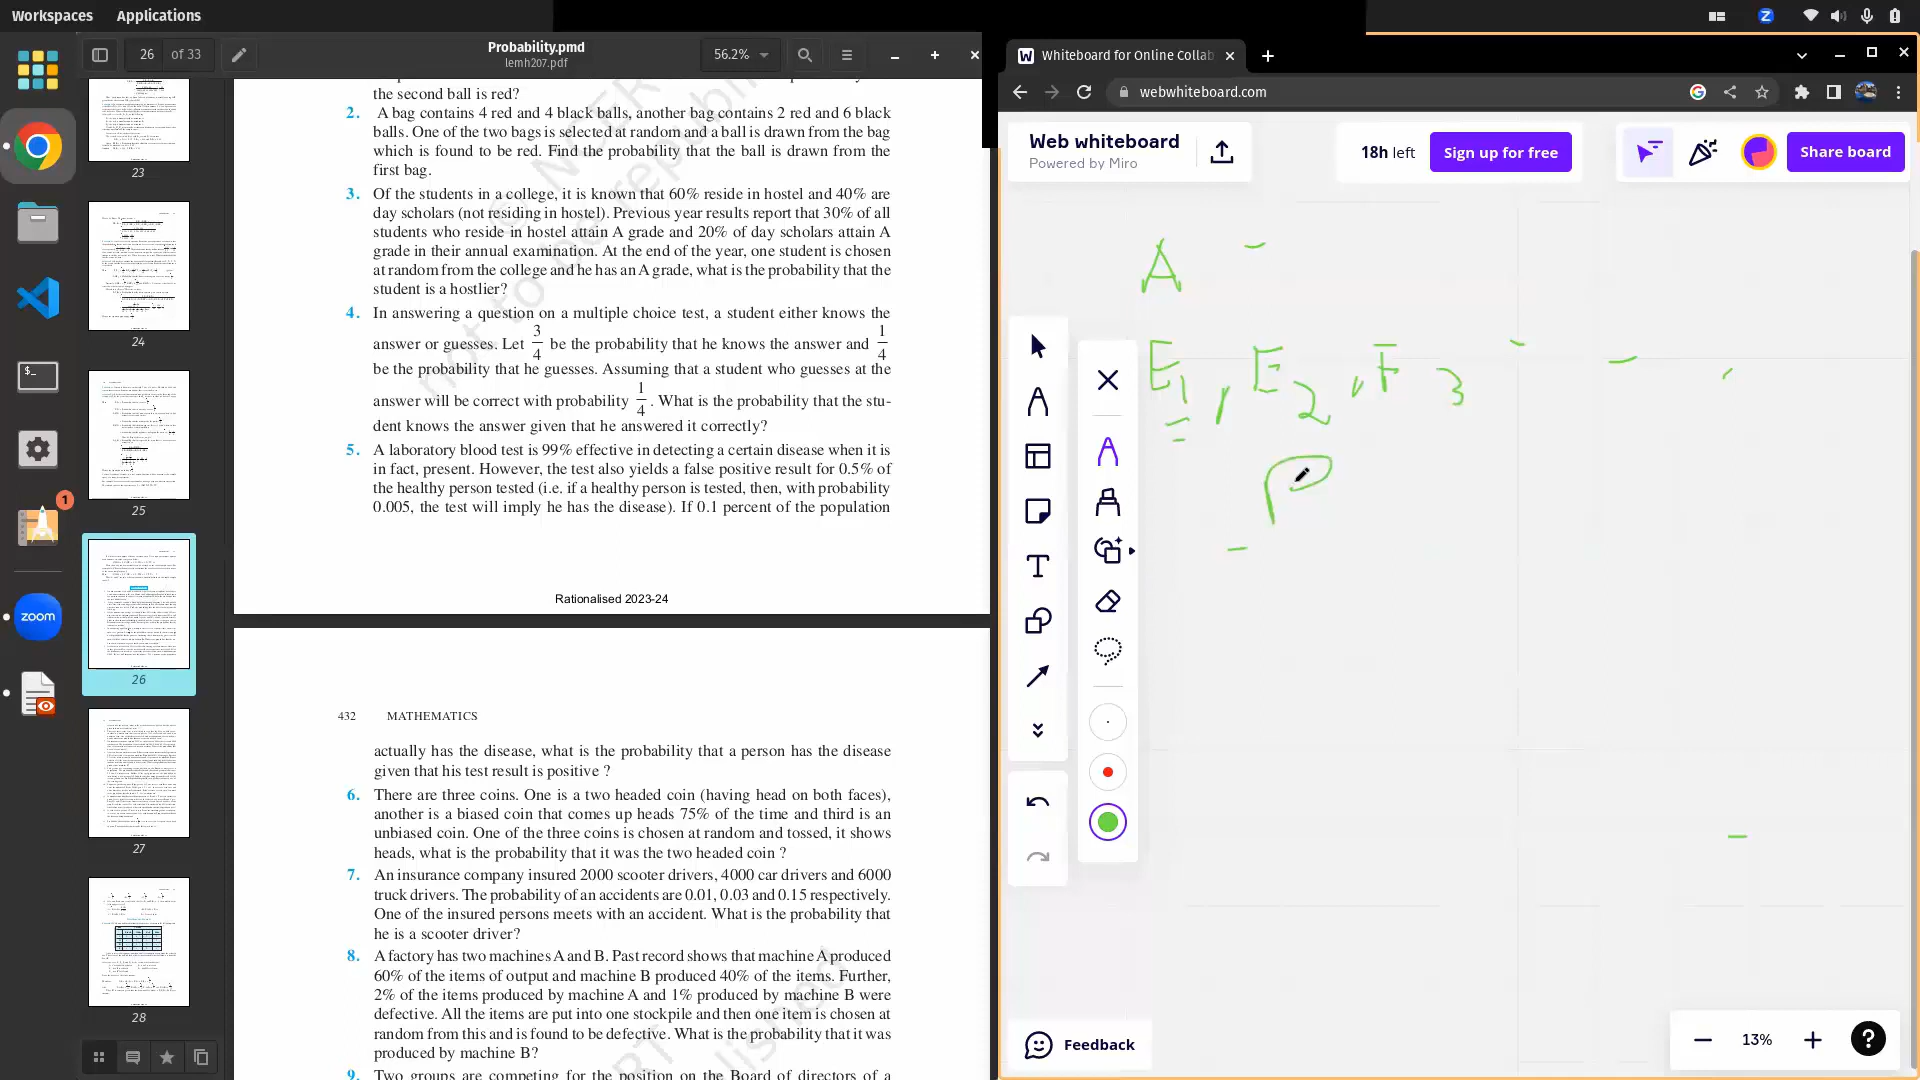 Workspaces Applications
26 of 33
Probability.pmd
lemh207.pdf
56.2%
23
24
25
26
27
28
1
zoom
the second ball is red?
2. A bag contains 4 red and 4 black balls, another bag contains 2 red and 6 black
balls. One of the two bags is selected at random and a ball is drawn from the bag
which is found to be red. Find the probability that the ball is drawn from the
first bag.
3. Of the students in a college, it is known that 60% reside in hostel and 40% are
day scholars (not residing in hostel). Previous year results report that 30% of all
students who reside in hostel attain A grade and 20% of day scholars attain A
grade in their annual examination. At the end of the year, one student is chosen
at random from the college and he has an A grade, what is the probability that the
student is a hostlier?
4. In answering a question on a multiple choice test, a student either knows the
answer or guesses. Let 3/4 be the probability that he knows the answer and 1/4
be the probability that he guesses. Assuming that a student who guesses at the
answer will be correct with probability 1/4. What is the probability that the stu-
dent knows the answer given that he answered it correctly?
5. A laboratory blood test is 99% effective in detecting a certain disease when it is
in fact, present. However, the test also yields a false positive result for 0.5% of
the healthy person tested (i.e. if a healthy person is tested, then, with probability
0.005, the test will imply he has the disease). If 0.1 percent of the population
Rationalised 2023-24
432 MATHEMATICS
actually has the disease, what is the probability that a person has the disease
given that his test result is positive ?
6. There are three coins. One is a two headed coin (having head on both faces),
another is a biased coin that comes up heads 75% of the time and third is an
unbiased coin. One of the three coins is chosen at random and tossed, it shows
heads, what is the probability that it was the two headed coin ?
7. An insurance company insured 2000 scooter drivers, 4000 car drivers and 6000
truck drivers. The probability of an accidents are 0.01, 0.03 and 0.15 respectively.
One of the insured persons meets with an accident. What is the probability that
he is a scooter driver?
8. A factory has two machines A and B. Past record shows that machine A produced
60% of the items of output and machine B produced 40% of the items. Further,
2% of the items produced by machine A and 1% produced by machine B were
defective. All the items are put into one stockpile and then one item is chosen at
random from this and is found to be defective. What is the probability that it was
produced by machine B?
9. Two groups are competing for the position on the Board of directors of a
Whiteboard for Online Collab
webwhiteboard.com
Web whiteboard
Powered by Miro
18h left
Sign up for free
Share board
A
E1, E2, E3
P
Feedback
13%